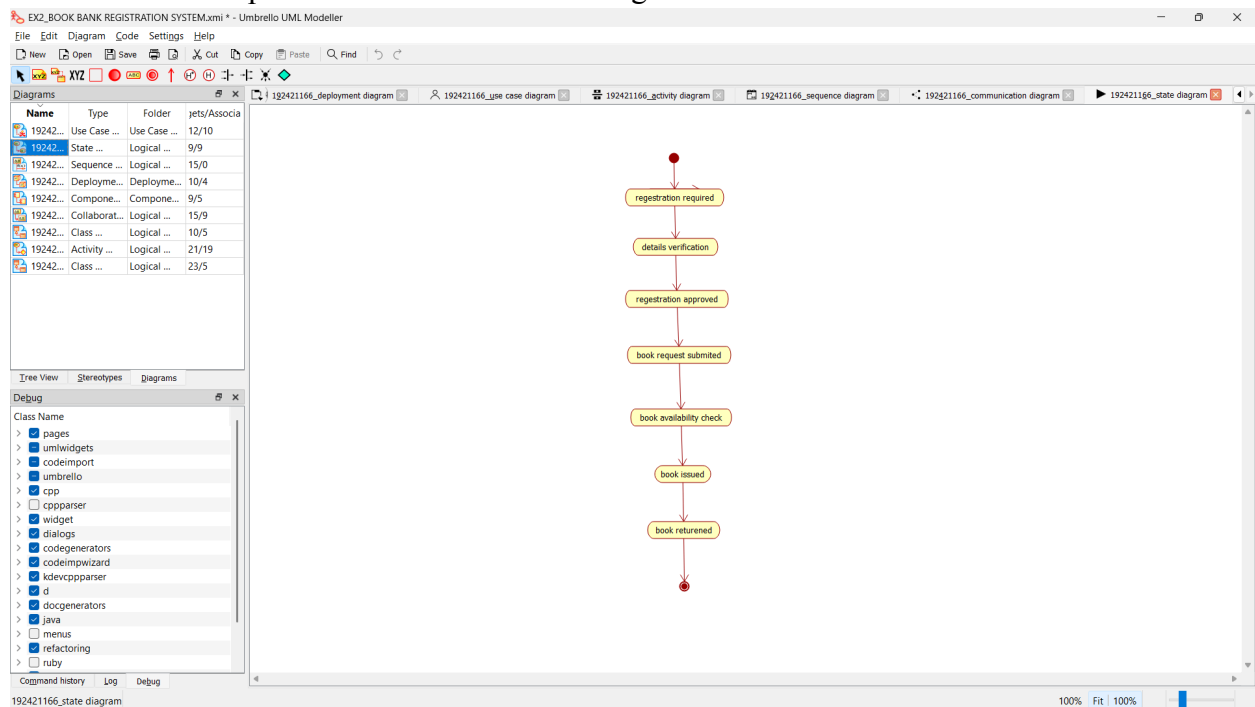 EX2_BOOK BANK REGISTRATION SYSTEM.xmi * - Umbrello UML Modeller
File Edit Diagram Code Settings Help
New Open Save Cut Copy Paste Find
XYZ XYZ ABC H* H
Diagrams
192421166_deployment diagram 192421166_use case diagram 192421166_activity diagram 192421166_sequence diagram 192421166_communication diagram 192421166_state diagram
Name Type Folder jets/Associa
19242... Use Case ... Use Case ... 12/10
19242... State ... Logical ... 9/9
19242... Sequence ... Logical ... 15/0
19242... Deployme... Deployme... 10/4
19242... Compone... Compone... 9/5
19242... Collaborat... Logical ... 15/9
19242... Class ... Logical ... 10/5
19242... Activity ... Logical ... 21/19
19242... Class ... Logical ... 23/5
Tree View Stereotypes Diagrams
Debug
Class Name
pages
umlwidgets
codeimport
umbrello
cpp
cppparser
widget
dialogs
codegenerators
codeimpwizard
kdevcppparser
d
docgenerators
java
menus
refactoring
ruby
Command history Log Debug
regestration required
details verification
regestration approved
book request submited
book availability check
book issued
book returened
192421166_state diagram
100% Fit 100%